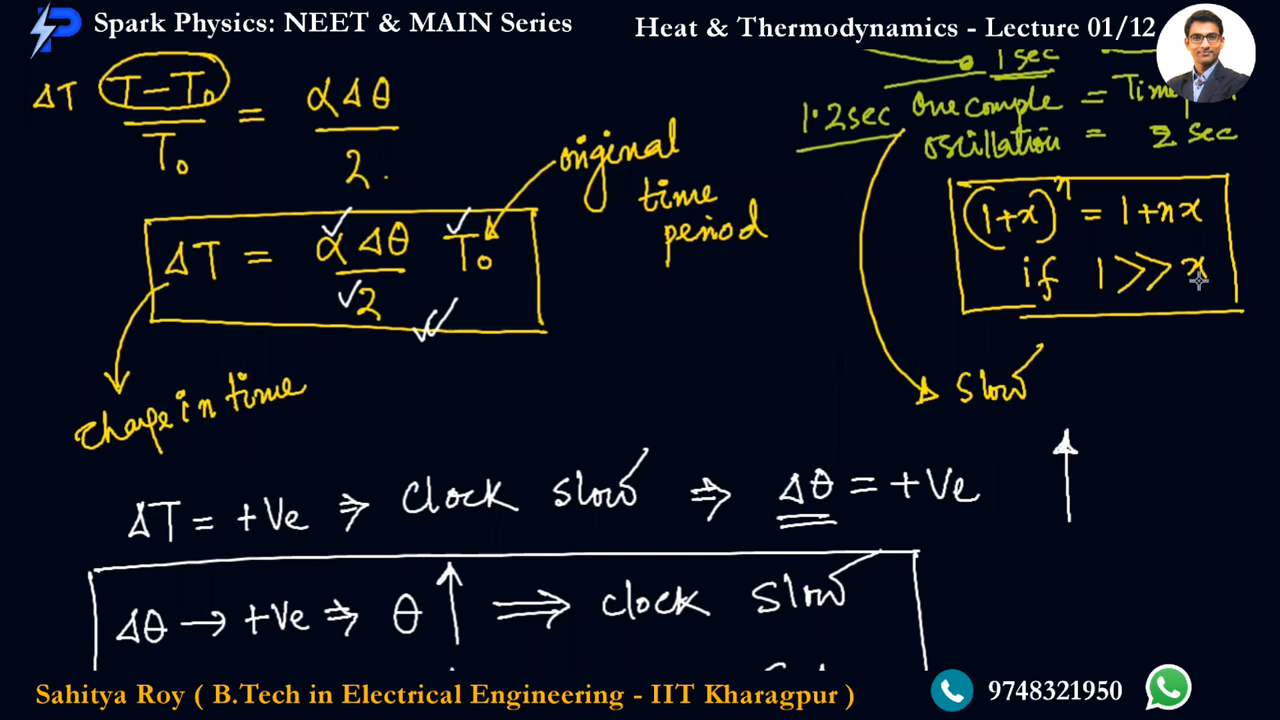 Spark Physics: NEET & MAIN Series
Heat & Thermodynamics - Lecture 01/12
ΔT (T - T₀)/T₀ = αΔθ/2
ΔT = αΔθ/2 T₀
original
time
period
change in time
1 sec
1.2sec One comple = Time
oscillation = 2 sec
(1+x)ⁿ = 1+nx
if 1 >> x
slow
ΔT = +Ve ⇒ Clock slow ⇒ Δθ = +Ve ↑
Δθ → +Ve ⇒ θ ↑ ⟹ clock slow
Sahitya Roy ( B.Tech in Electrical Engineering - IIT Kharagpur )
9748321950